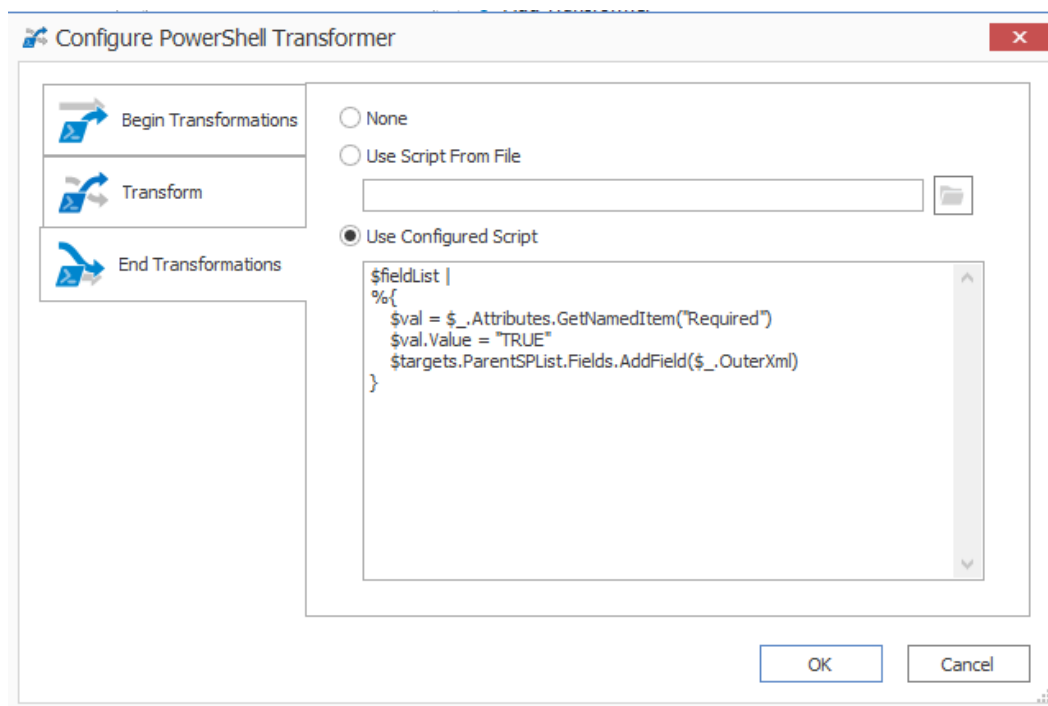 Configure PowerShell Transformer
Begin Transformations
Transform
End Transformations
None
Use Script From File
Use Configured Script
$fieldList |
%{
    $val = $_.Attributes.GetNamedItem("Required")
    $val.Value = "TRUE"
    $targets.ParentSPList.Fields.AddField($_.OuterXml)
}
OK
Cancel